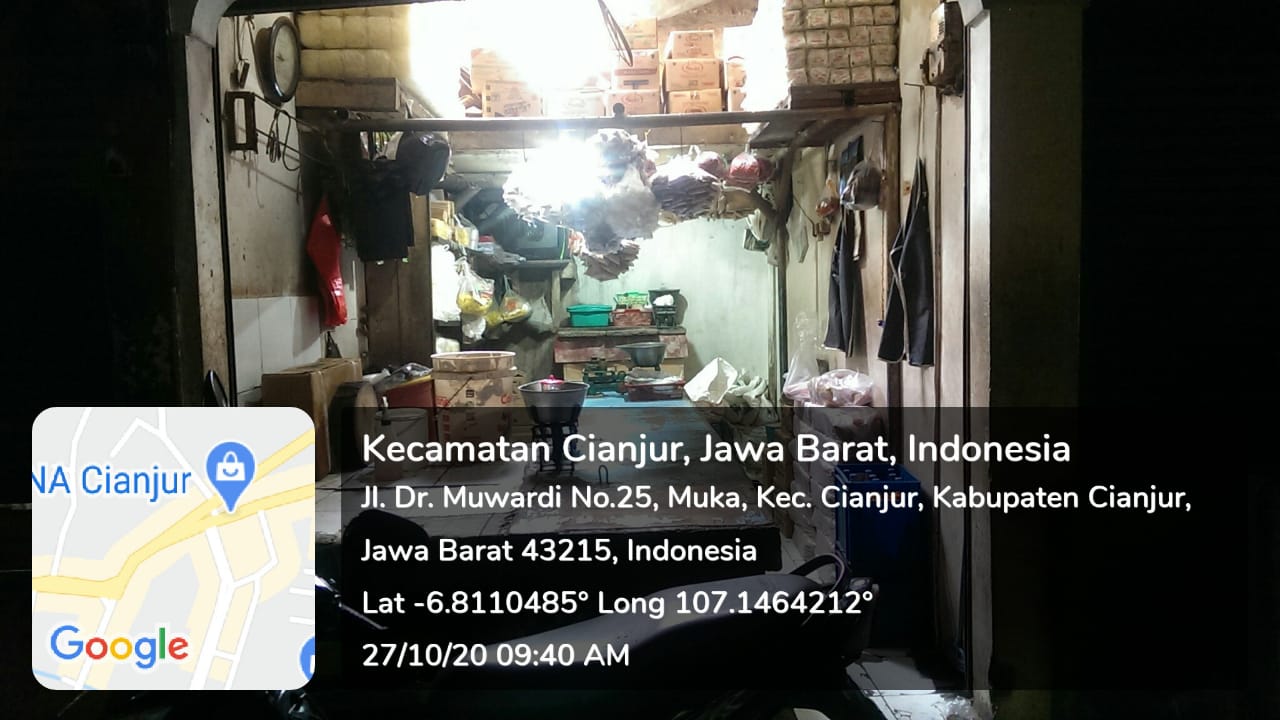 Kecamatan Cianjur, Jawa Barat, Indonesia
Jl. Dr. Muwardi No.25, Muka, Kec. Cianjur, Kabupaten Cianjur,
Jawa Barat 43215, Indonesia
Lat -6.8110485° Long 107.1464212°
27/10/20 09:40 AM
NA Cianjur
Google